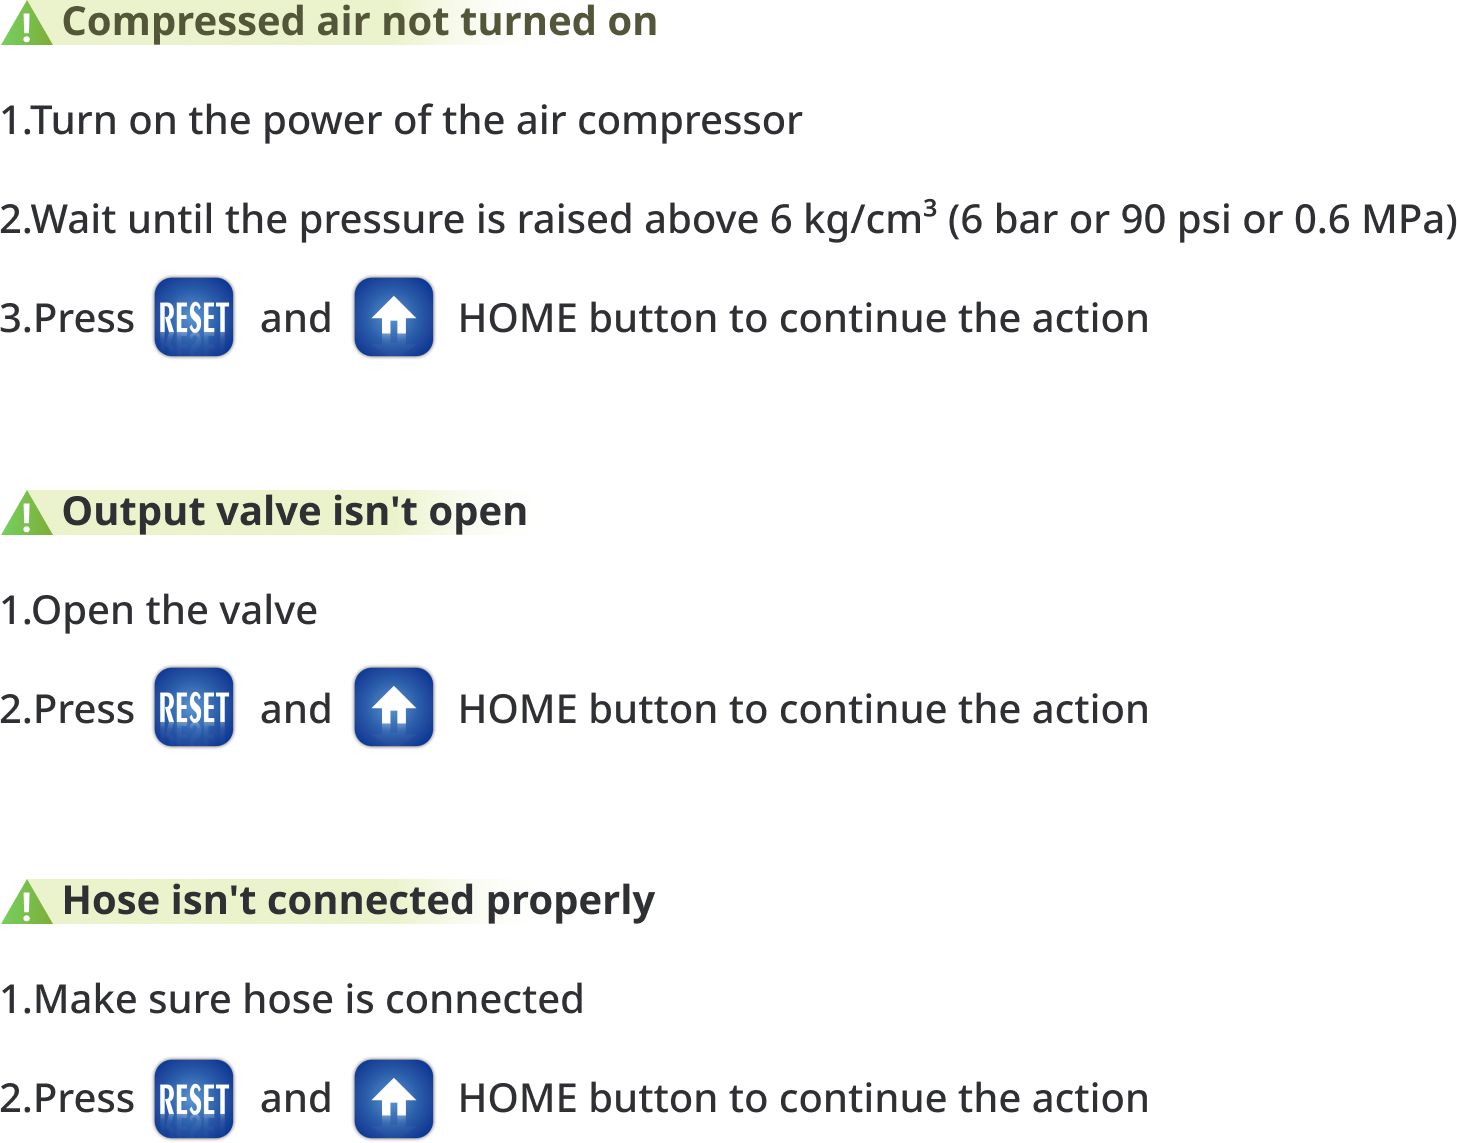 Compressed air not turned on
1.Turn on the power of the air compressor
2.Wait until the pressure is raised above 6 kg/cm³ (6 bar or 90 psi or 0.6 MPa)
3.Press RESET and HOME button to continue the action
Output valve isn't open
1.Open the valve
2.Press RESET and HOME button to continue the action
Hose isn't connected properly
1.Make sure hose is connected
2.Press RESET and HOME button to continue the action